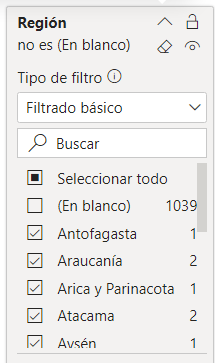 Región
no es (En blanco)
Tipo de filtro
Filtrado básico
Buscar
Seleccionar todo
(En blanco) 1039
Antofagasta 1
Araucanía 2
Arica y Parinacota 1
Atacama 2
Aysén 1